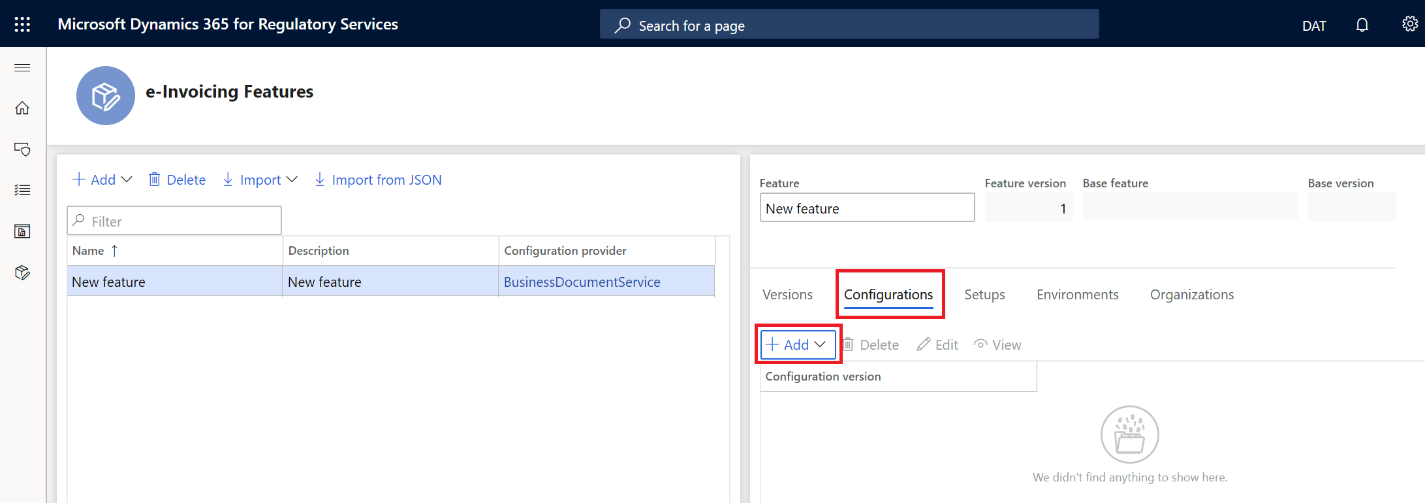 Microsoft Dynamics 365 for Regulatory Services
Search for a page
DAT
e-Invoicing Features
Add Delete Import Import from JSON
Filter
Name Description Configuration provider
New feature New feature BusinessDocumentService
Feature Feature version Base feature Base version
New feature 1
Versions Configurations Setups Environments Organizations
Add Delete Edit View
Configuration version
We didn't find anything to show here.